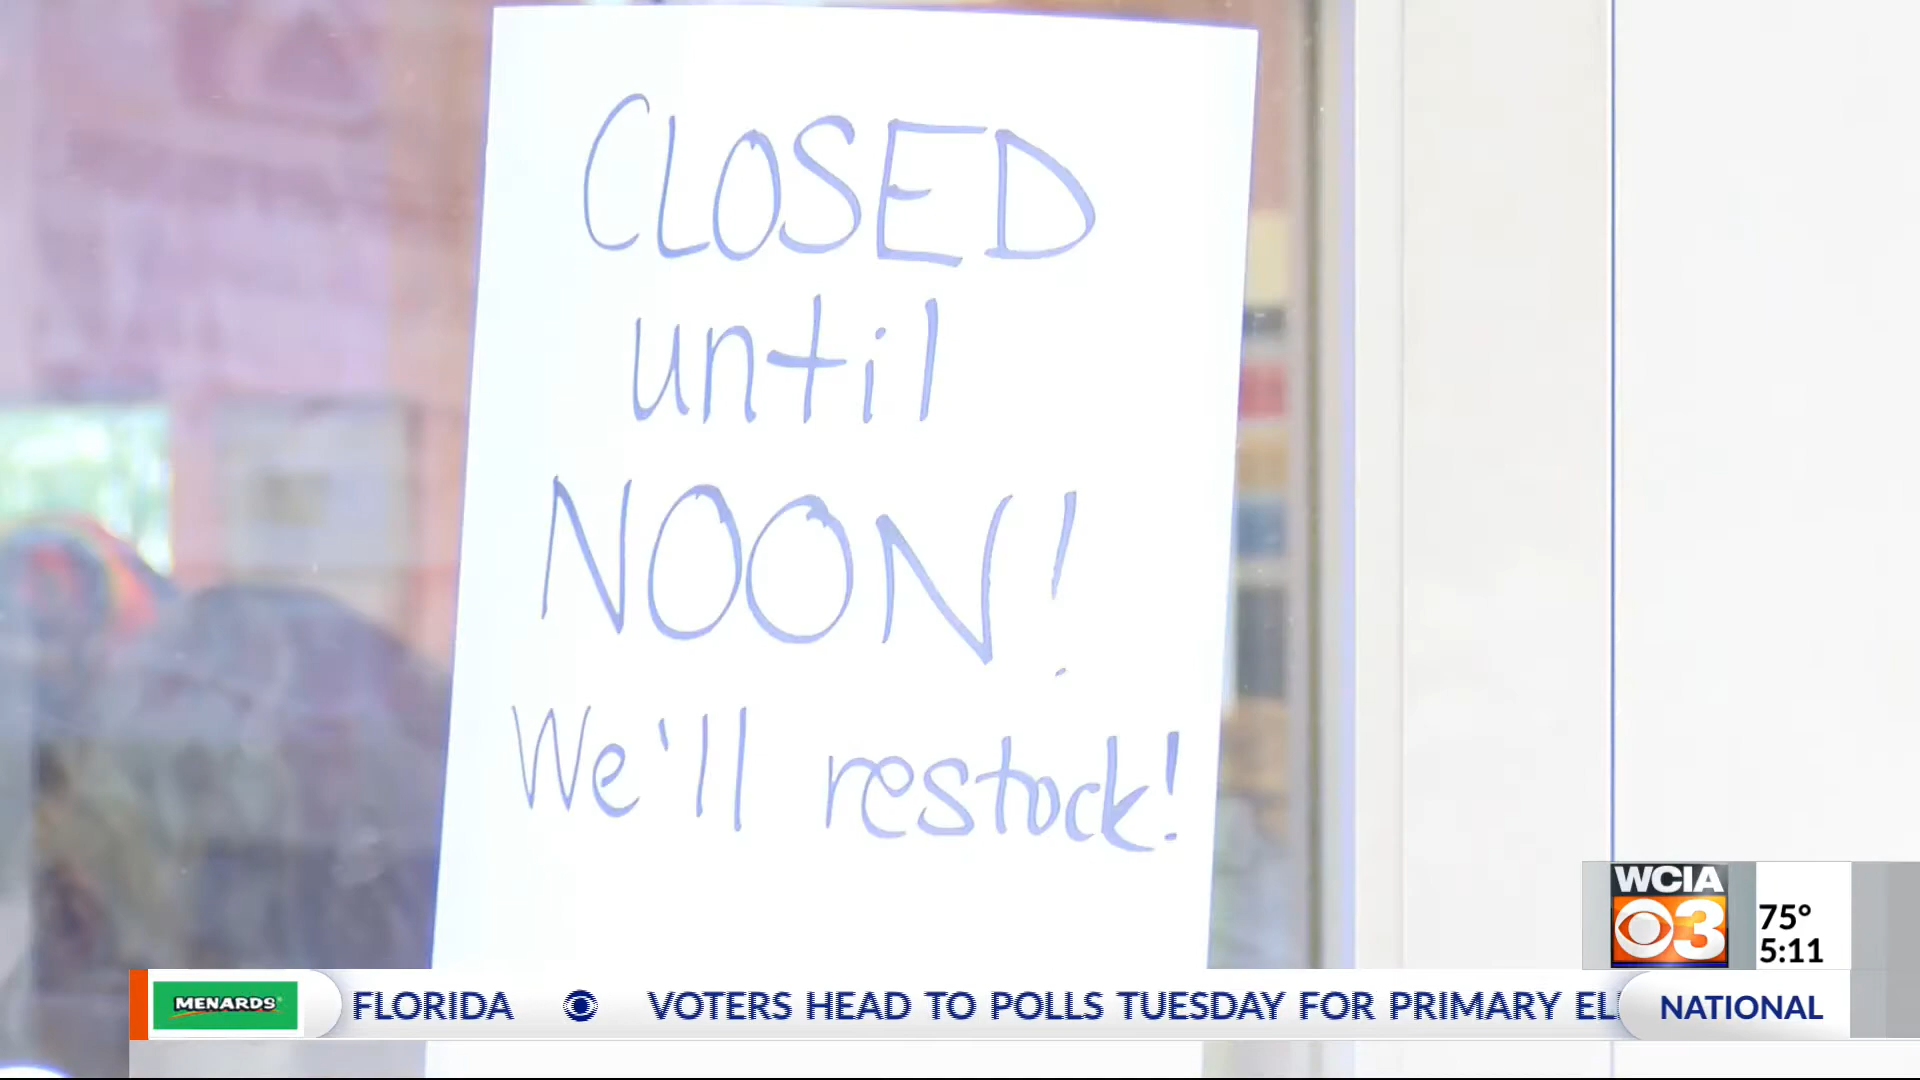 CLOSED
until
NOON!
We'll restock!
WCIA
3
75°
5:11
MENARDS
FLORIDA VOTERS HEAD TO POLLS TUESDAY FOR PRIMARY EL
NATIONAL